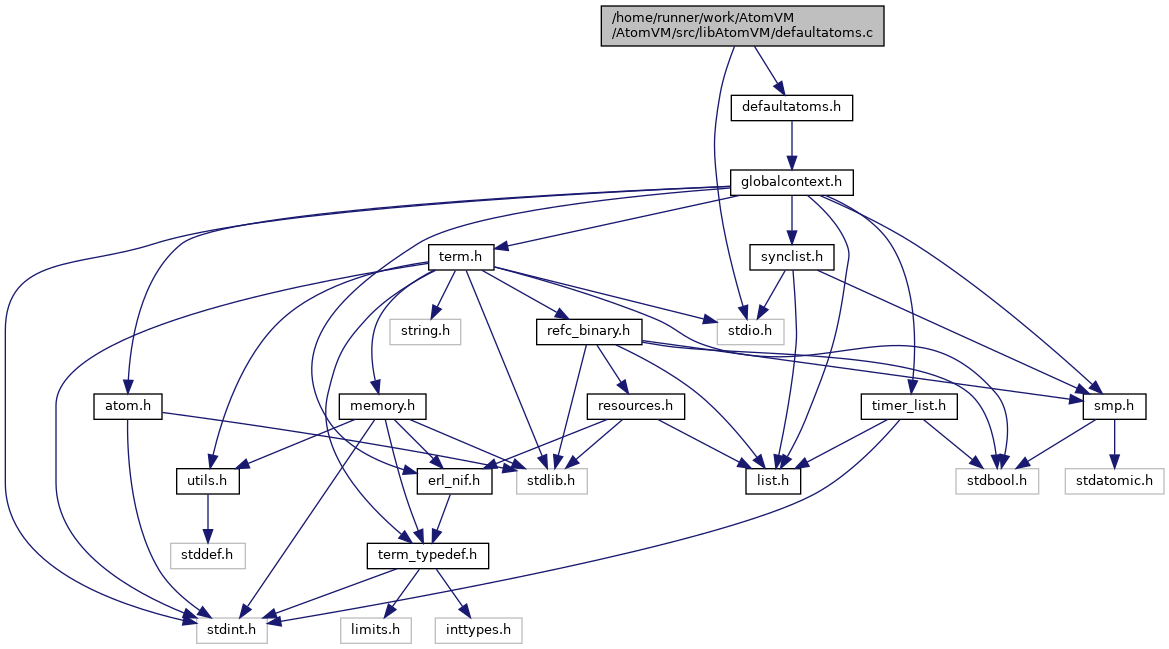 /home/runner/work/AtomVM
/AtomVM/src/libAtomVM/defaultatoms.c
defaultatoms.h
globalcontext.h
term.h
synclist.h
string.h
refc_binary.h
stdio.h
atom.h
memory.h
resources.h
timer_list.h
smp.h
utils.h
erl_nif.h
stdlib.h
list.h
stdbool.h
stdatomic.h
stddef.h
term_typedef.h
stdint.h
limits.h
inttypes.h